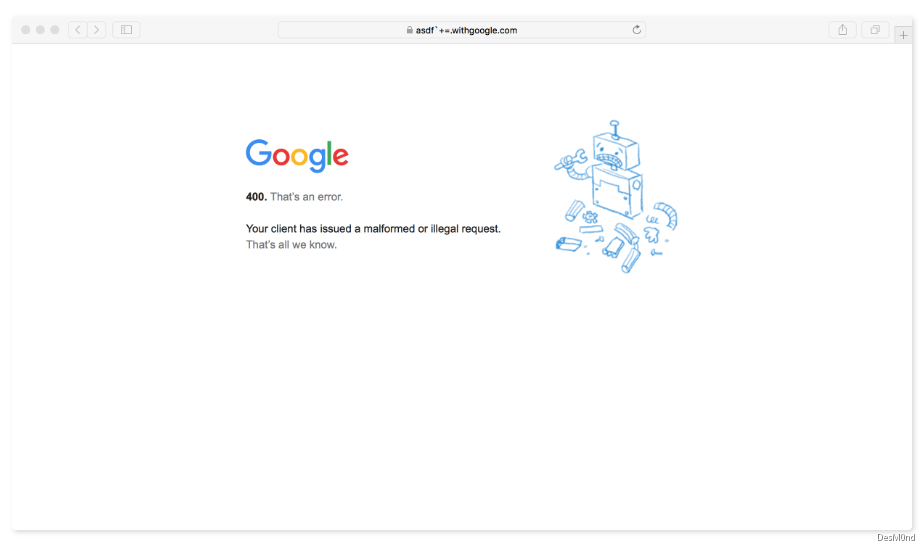 asdf`+=.withgoogle.com
Google
400. That's an error.
Your client has issued a malformed or illegal request.
That's all we know.
DesM0nd